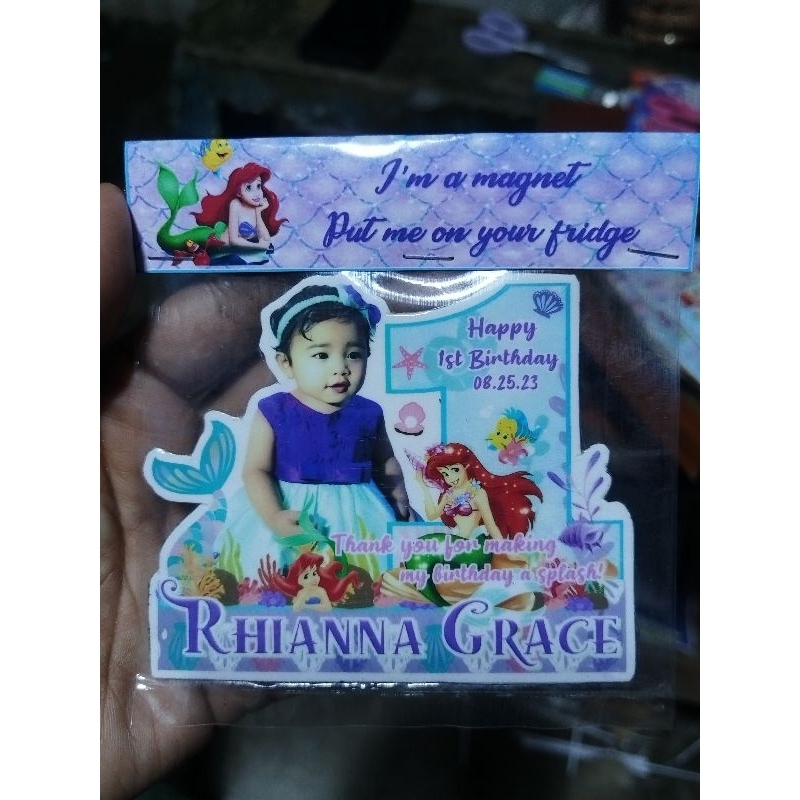 I'm a magnet
Put me on your fridge
Happy
1st Birthday
08.25.23
Thank you for making
my birthday a splash!
RHIANNA GRACE